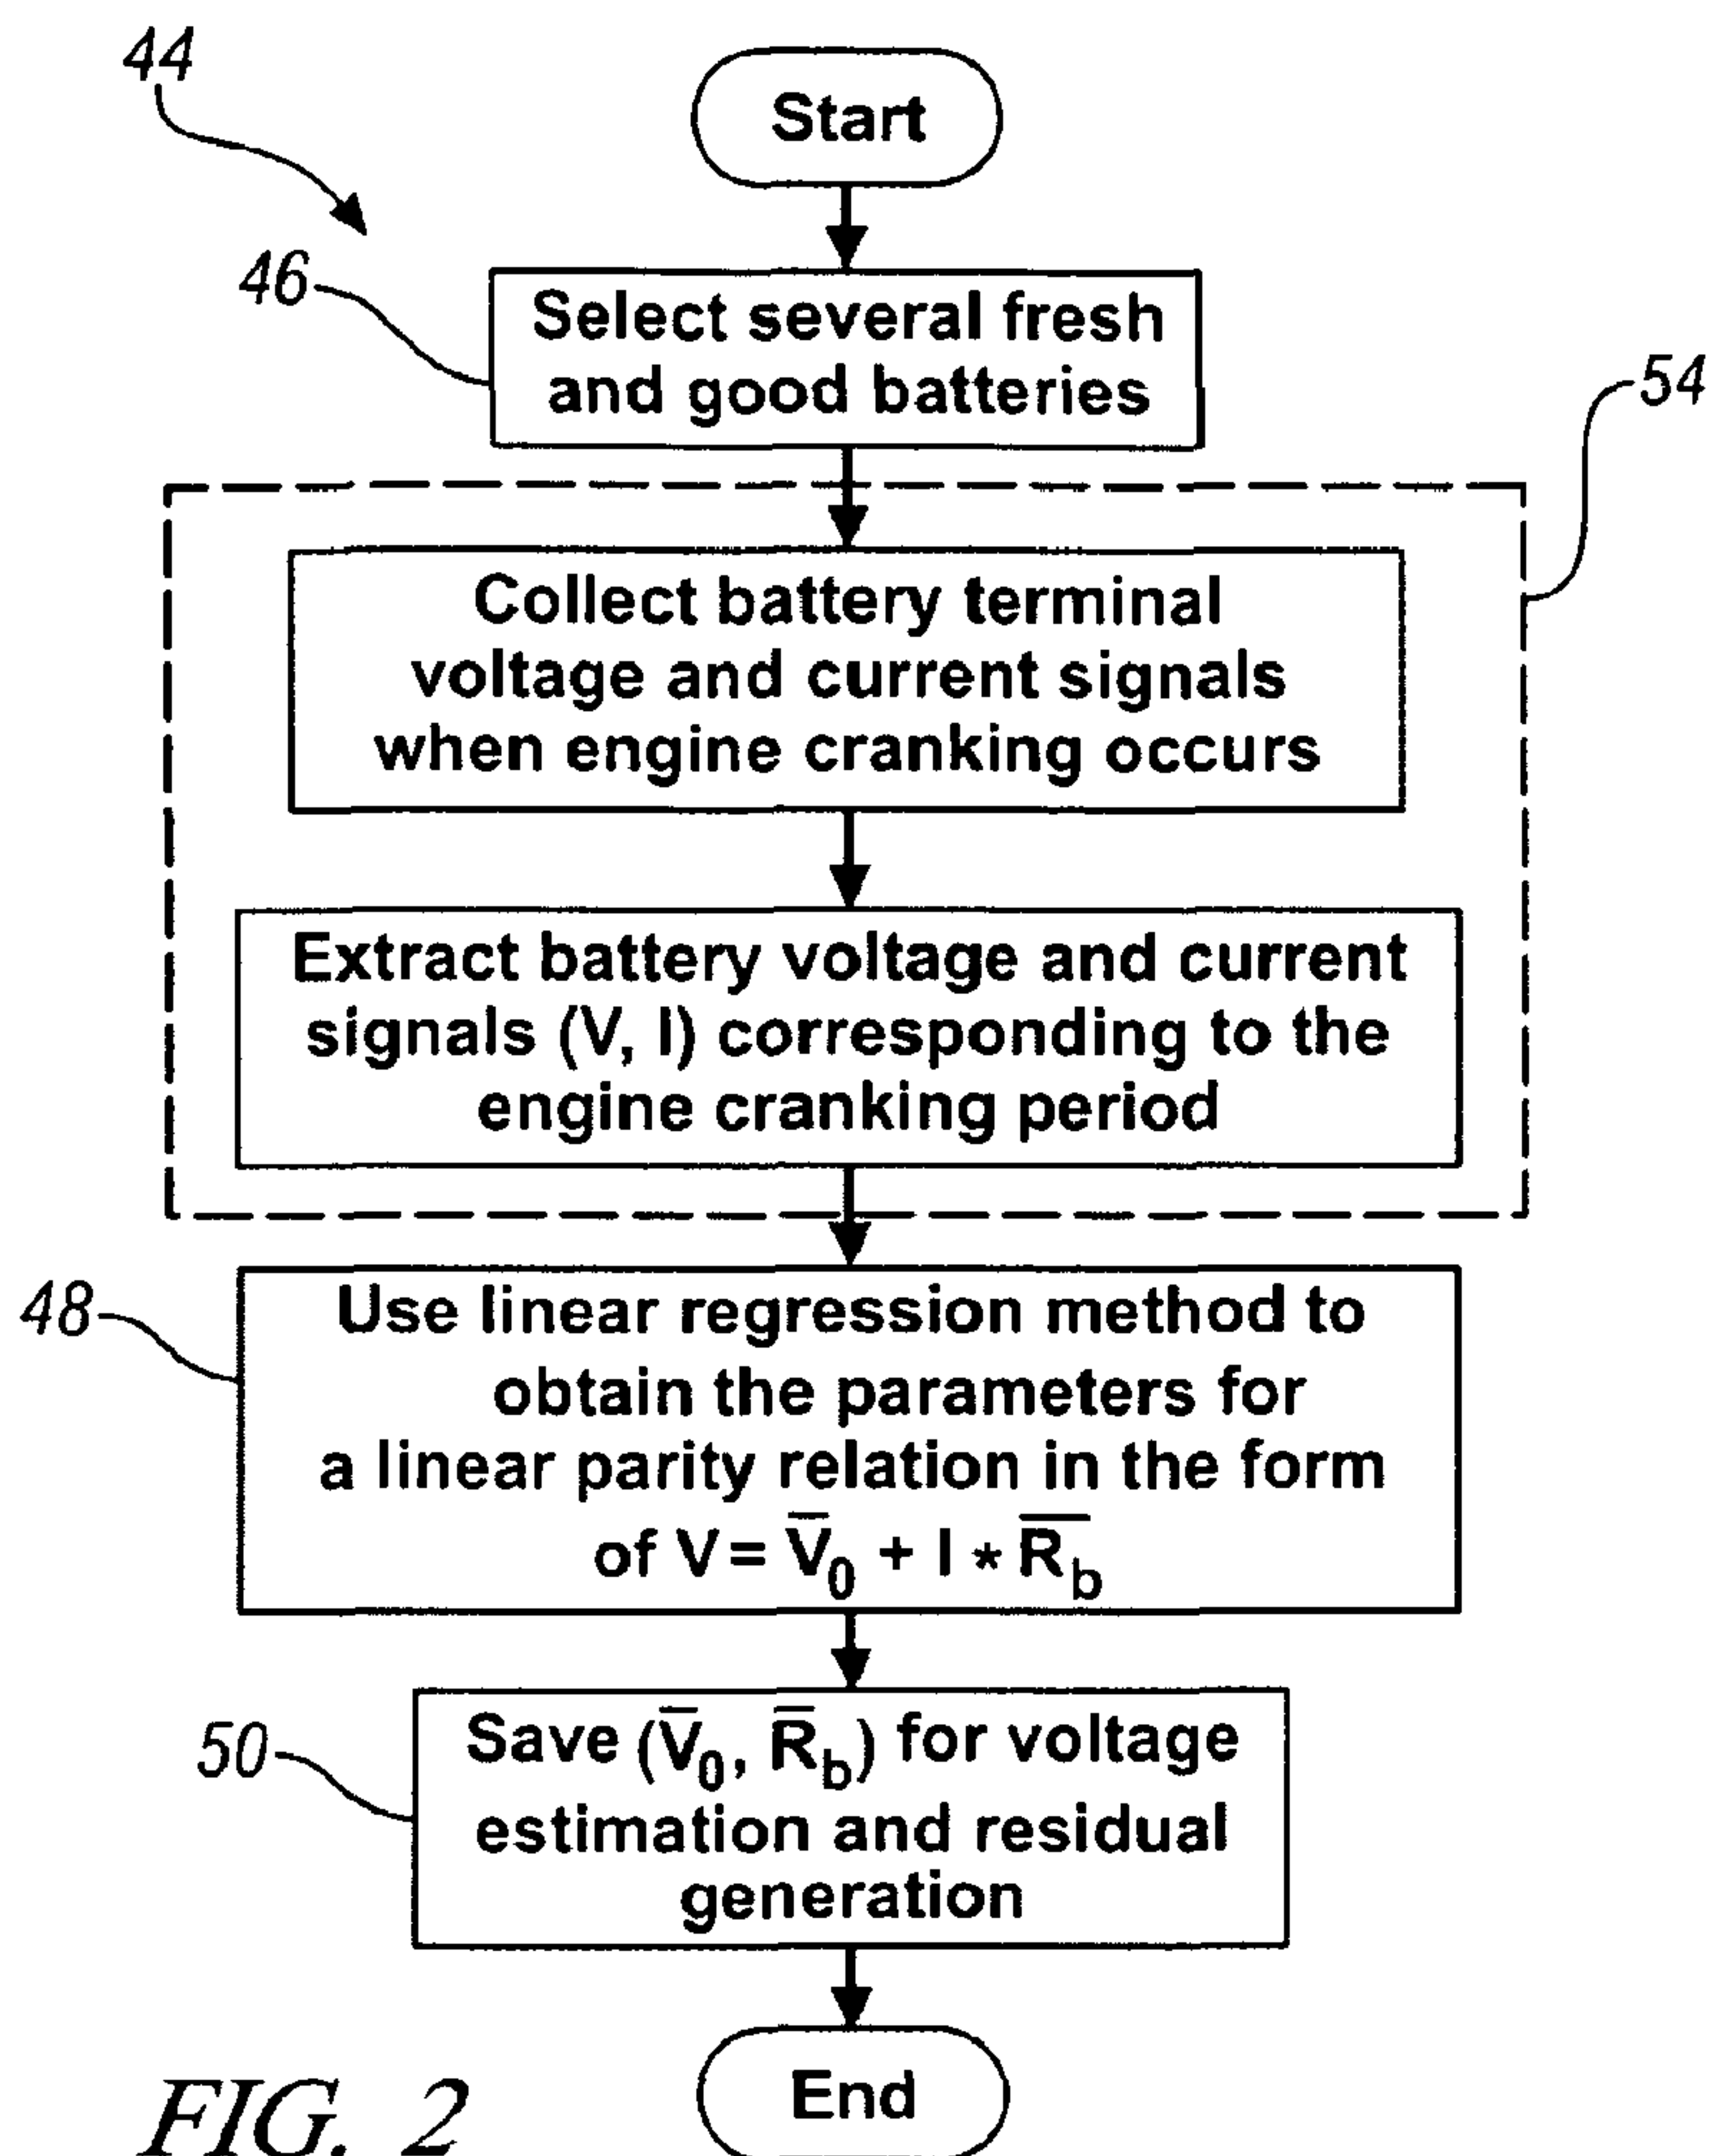 44
Start
46
Select several fresh
and good batteries
54
Collect battery terminal
voltage and current signals
when engine cranking occurs
Extract battery voltage and current
signals (V, I) corresponding to the
engine cranking period
48
Use linear regression method to
obtain the parameters for
a linear parity relation in the form
of V = V̅₀ + I * R̅b̅
50
Save (V̅₀, R̅b) for voltage
estimation and residual
generation
End
FIG. 2